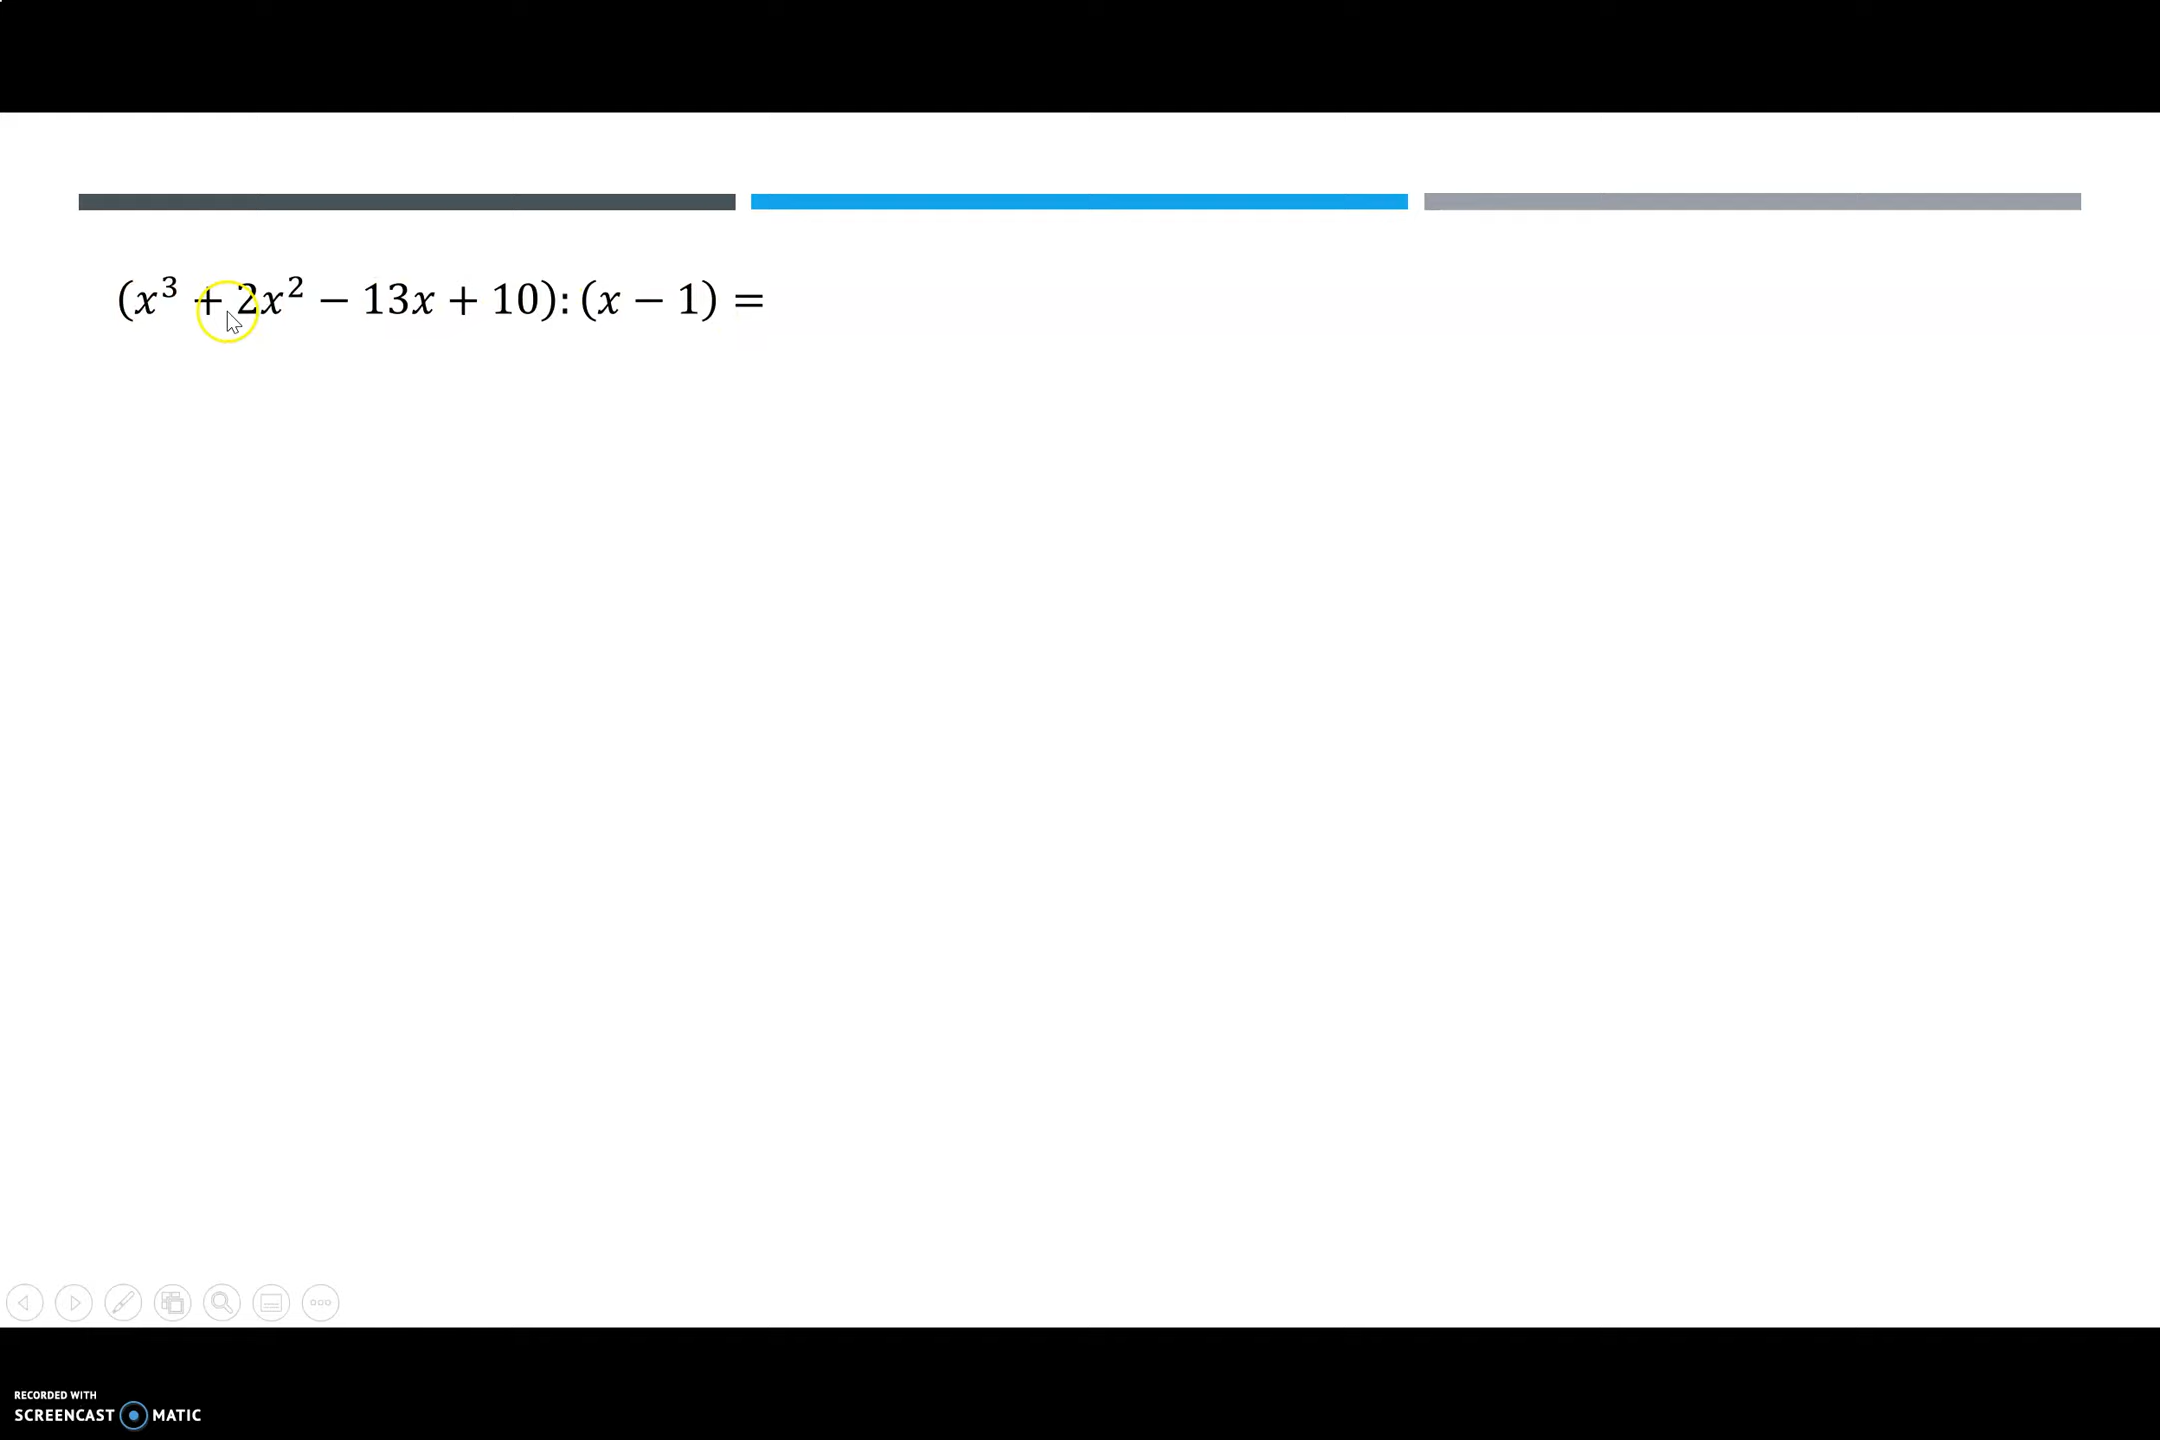 (x³ + 2x² − 13x + 10): (x − 1) =
RECORDED WITH
SCREENCAST MATIC